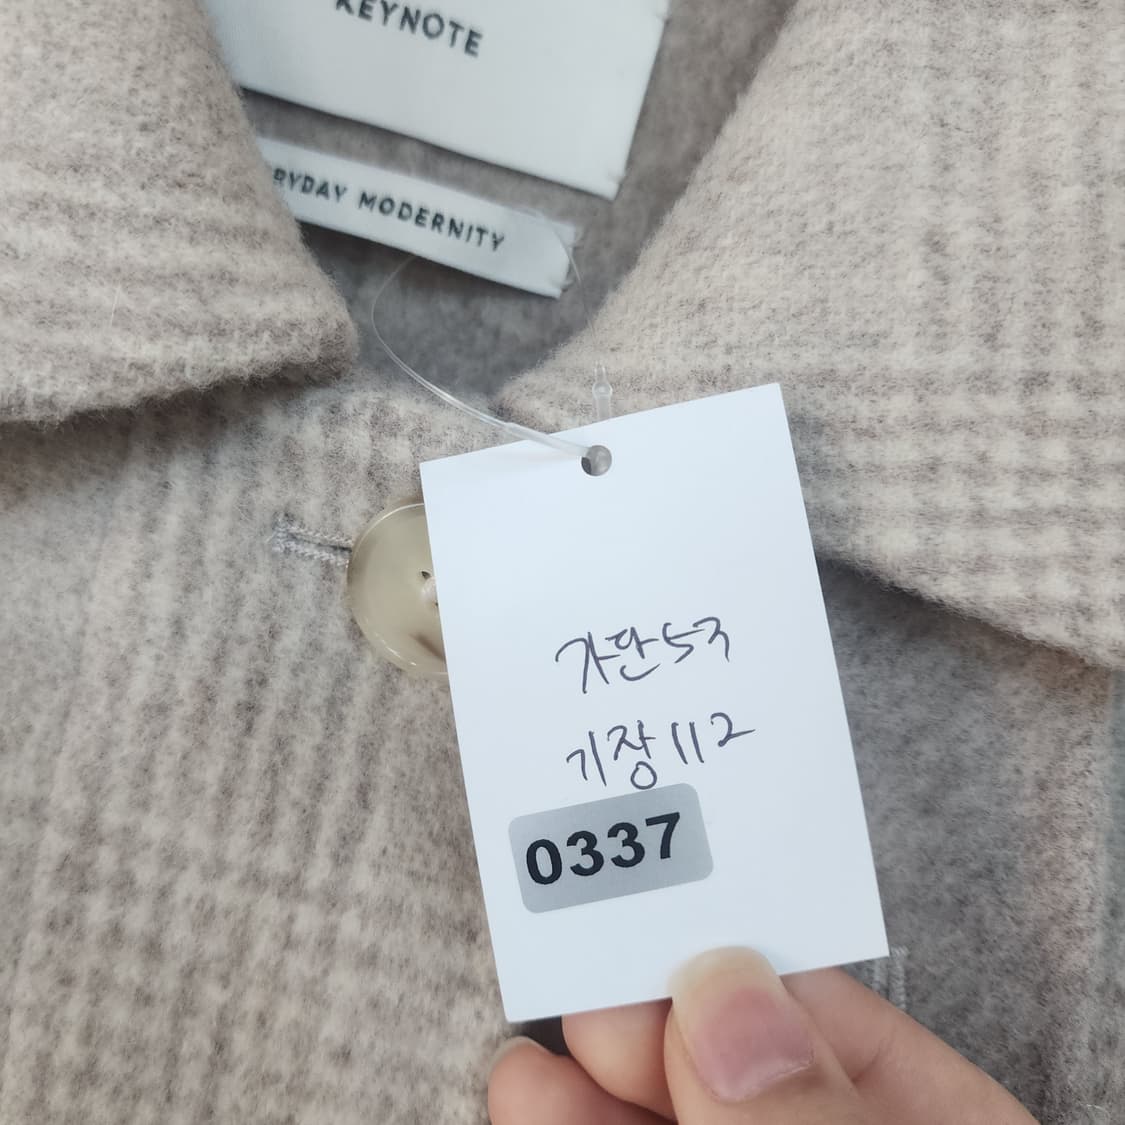 KEYNOTE
RYDAY MODERNITY
가단53
기장112
0337